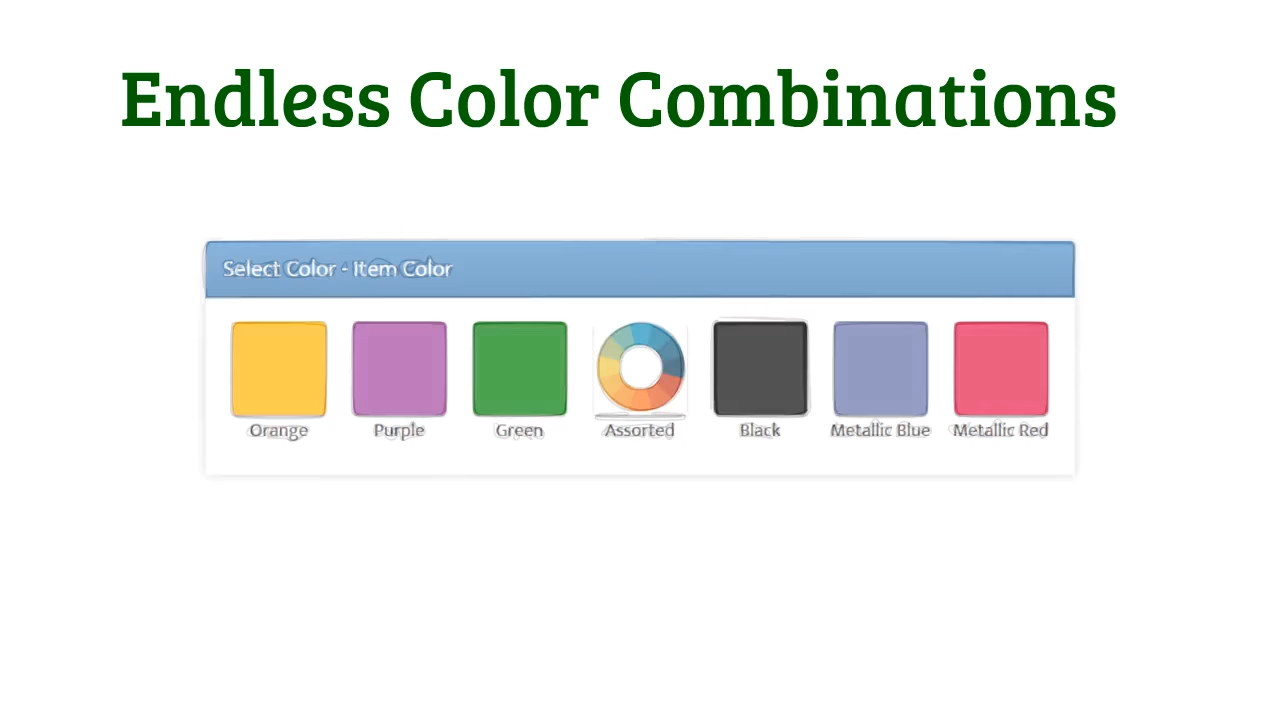 Endless Color Combinations
Select Color - Item Color
Orange
Purple
Green
Assorted
Black
Metallic Blue
Metallic Red